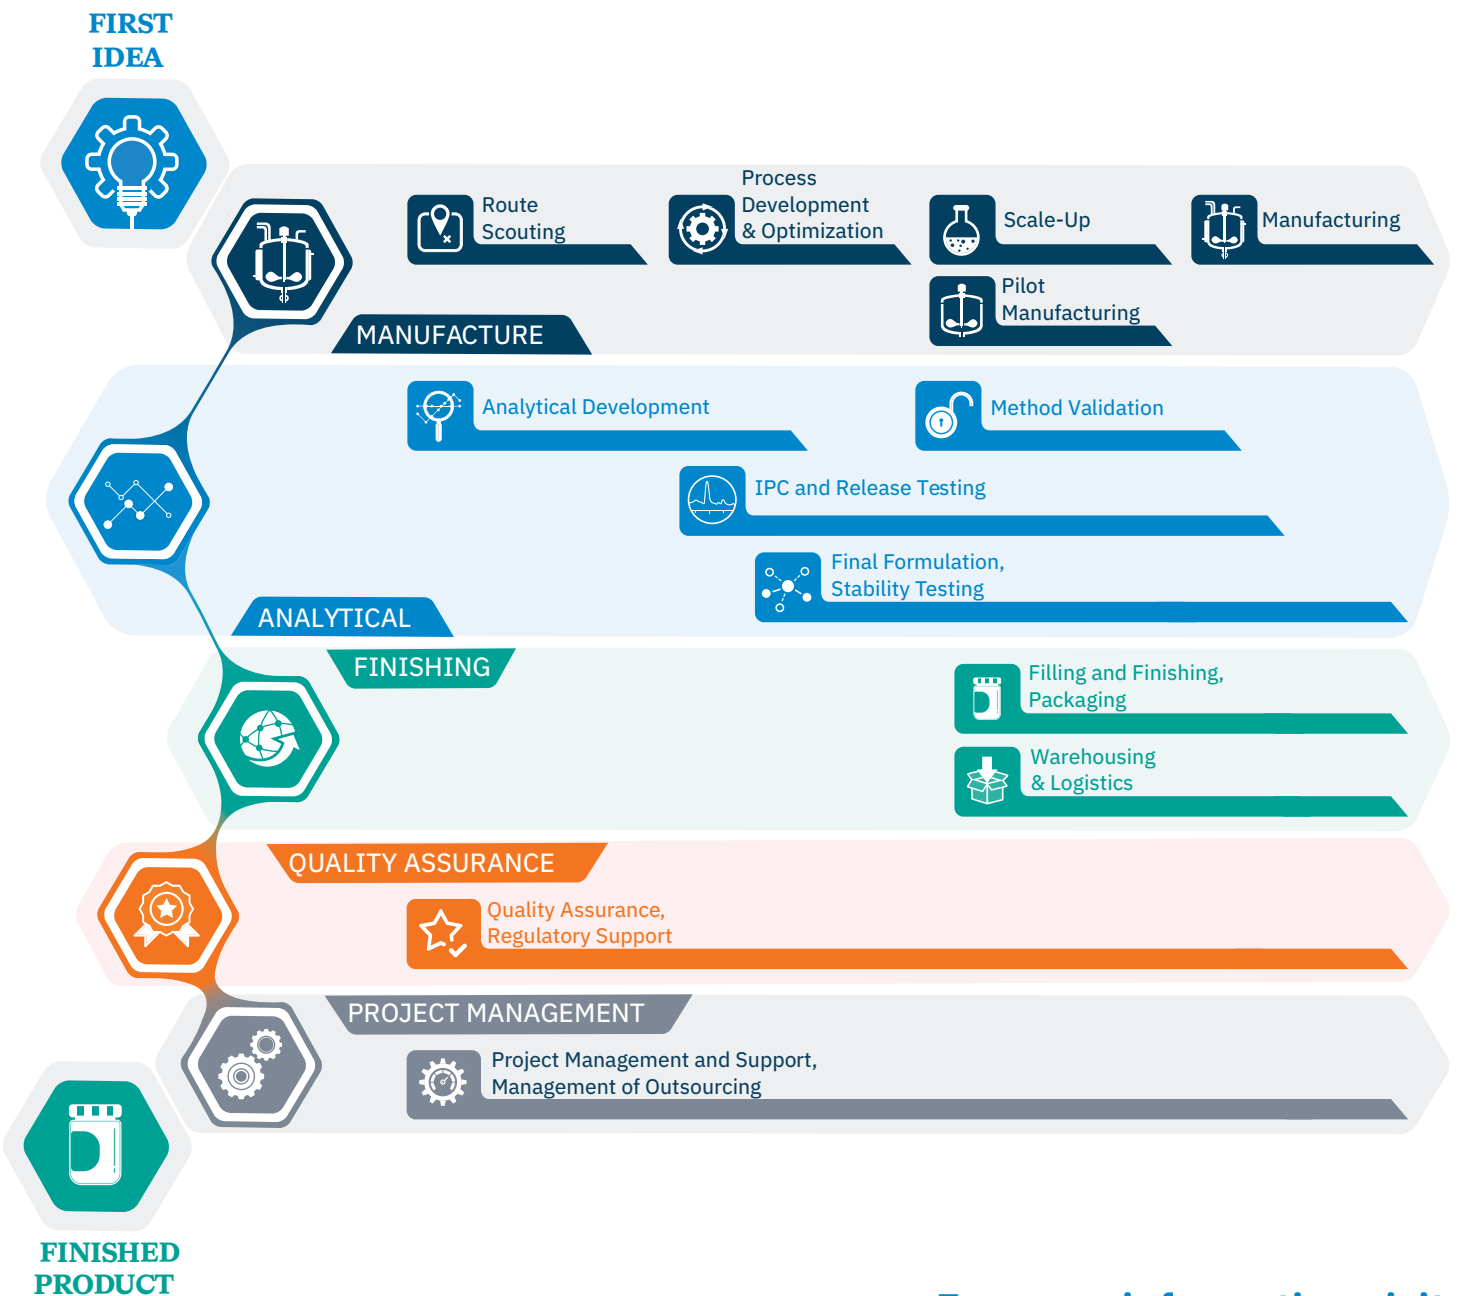 FIRST
IDEA
Route
Scouting
Process
Development
& Optimization
Scale-Up
Manufacturing
Pilot
Manufacturing
MANUFACTURE
Analytical Development
Method Validation
IPC and Release Testing
Final Formulation,
Stability Testing
ANALYTICAL
FINISHING
Filling and Finishing,
Packaging
Warehousing
& Logistics
QUALITY ASSURANCE
Quality Assurance,
Regulatory Support
PROJECT MANAGEMENT
Project Management and Support,
Management of Outsourcing
FINISHED
PRODUCT